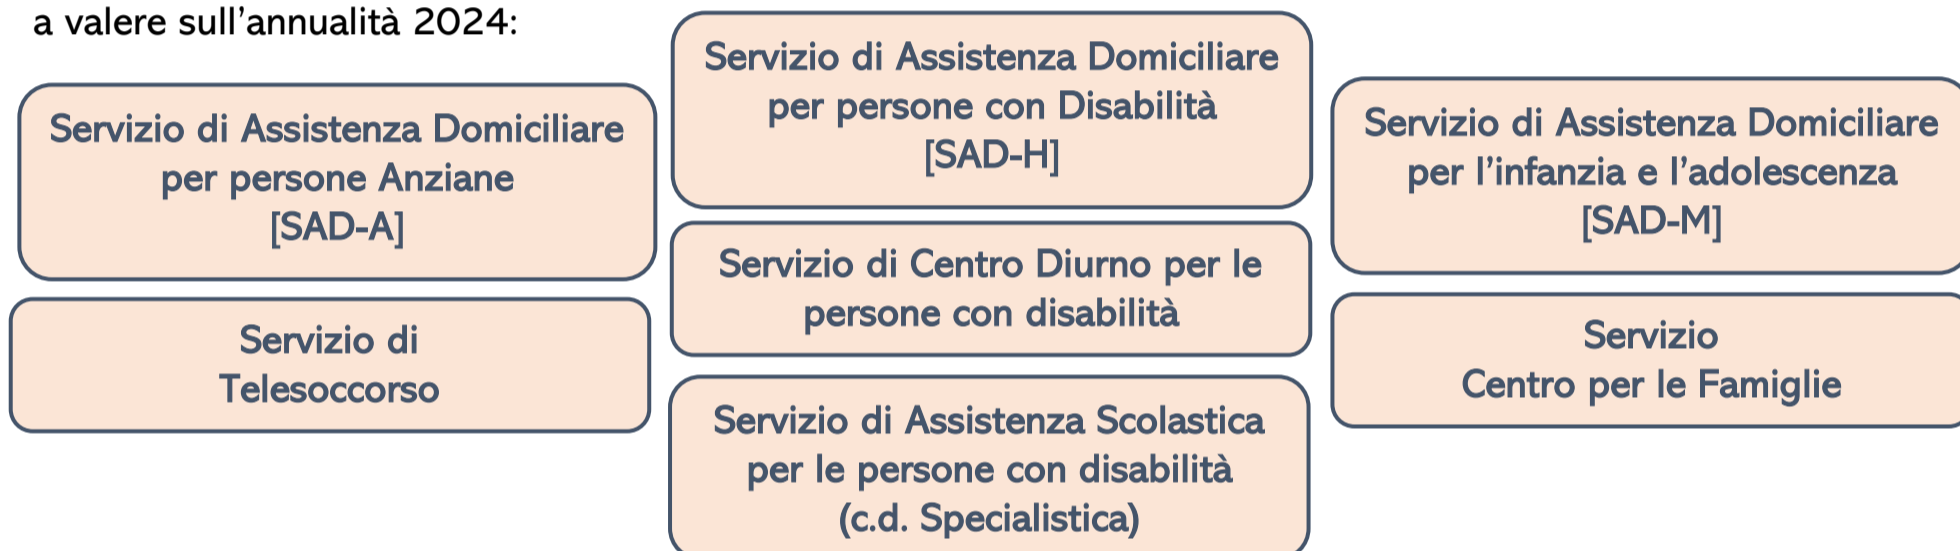 a valere sull’annualità 2024:
Servizio di Assistenza Domiciliare
per persone Anziane
[SAD-A]
Servizio di
Telesoccorso
Servizio di Assistenza Domiciliare
per persone con Disabilità
[SAD-H]
Servizio di Centro Diurno per le
persone con disabilità
Servizio di Assistenza Scolastica
per le persone con disabilità
(c.d. Specialistica)
Servizio di Assistenza Domiciliare
per l’infanzia e l’adolescenza
[SAD-M]
Servizio
Centro per le Famiglie